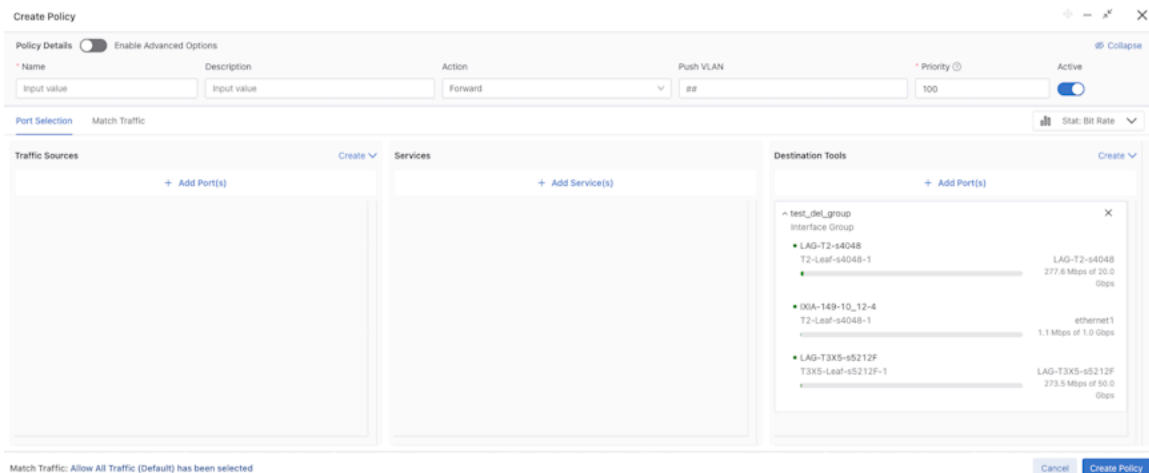 Create Policy
Policy Details Enable Advanced Options Collapse
* Name Description Action Push VLAN * Priority Active
Input value Input value Forward ## 100
Port Selection Match Traffic Stat: Bit Rate
Traffic Sources Create Services Destination Tools Create
+ Add Port(s) + Add Service(s) + Add Port(s)
test_del_group
Interface Group
LAG-T2-s4048
T2-Leaf-s4048-1 LAG-T2-s4048
277.6 Mbps of 20.0
Gbps
IXIA-149-10_12-4
T2-Leaf-s4048-1 ethernet1
1.1 Mbps of 1.0 Gbps
LAG-T3X5-s5212F
T3X5-Leaf-s5212F-1 LAG-T3X5-s5212F
273.5 Mbps of 50.0
Gbps
Match Traffic: Allow All Traffic (Default) has been selected Cancel Create Policy